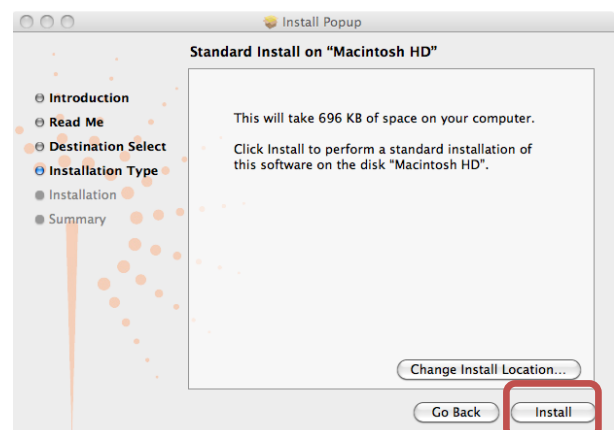 Install Popup
Standard Install on “Macintosh HD”
Introduction
Read Me
Destination Select
Installation Type
Installation
Summary
This will take 696 KB of space on your computer.
Click Install to perform a standard installation of
this software on the disk "Macintosh HD".
Change Install Location...
Go Back
Install